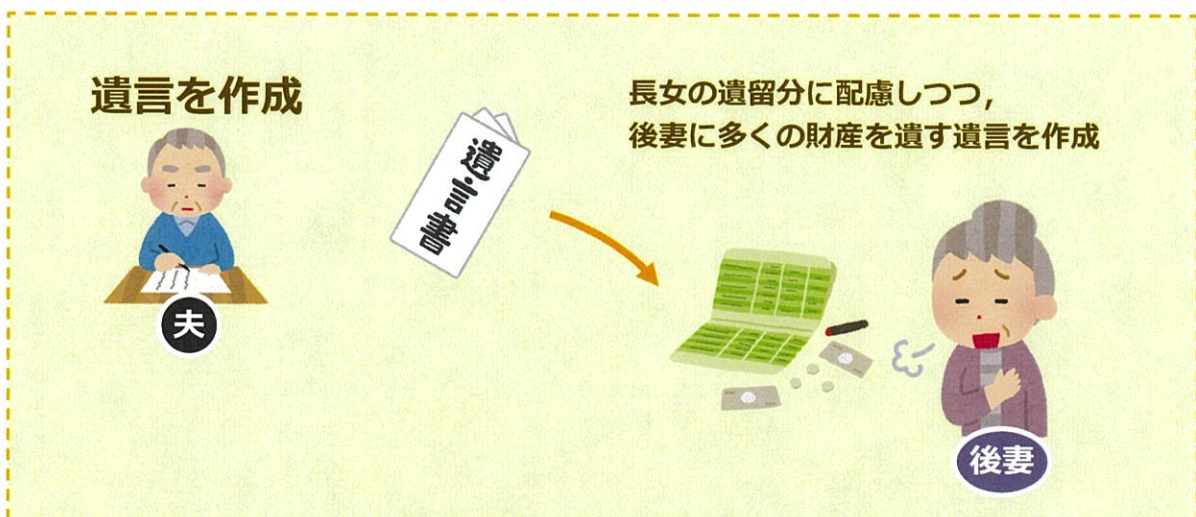 遺言を作成
長女の遺留分に配慮しつつ，
後妻に多くの財産を遺す遺言を作成
遺言書
夫
後妻